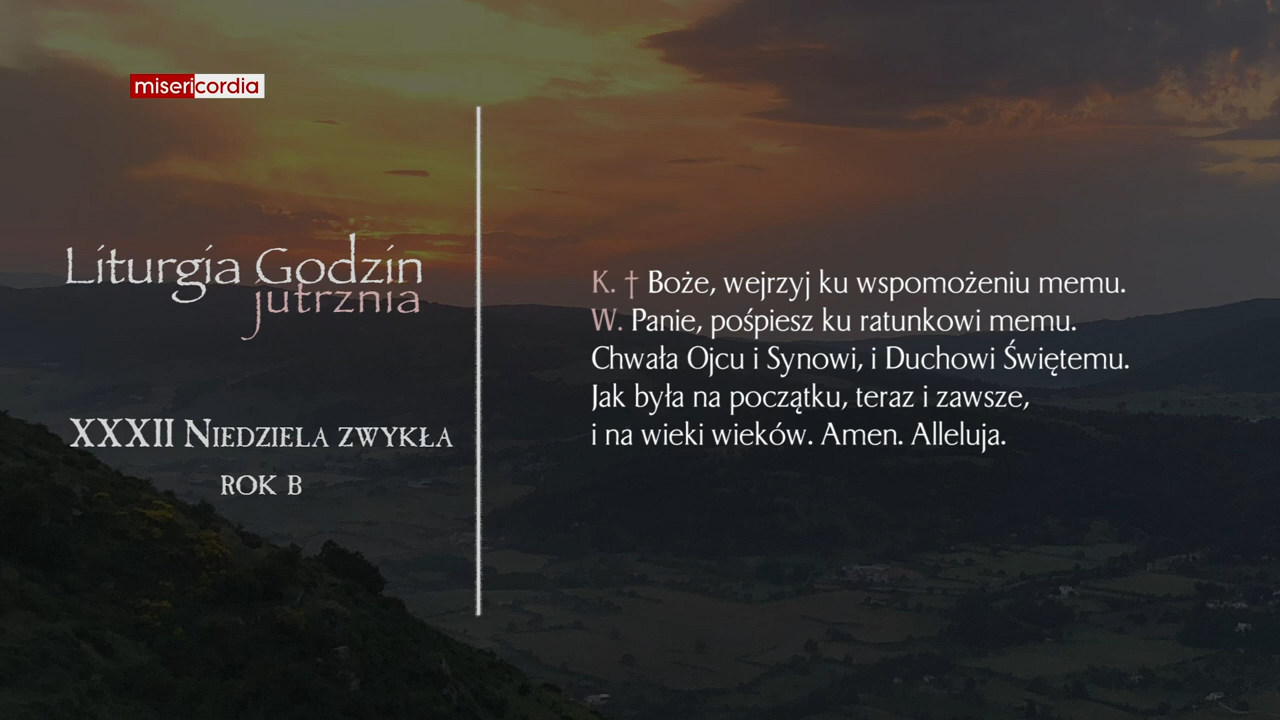 misericordia
Liturgia Godzin
jutrznia
XXXII Niedziela zwykła
rok B
K. † Boże, wejrzyj ku wspomożeniu memu.
W. Panie, pośpiesz ku ratunkowi memu.
Chwała Ojcu i Synowi, i Duchowi Świętemu.
Jak była na początku, teraz i zawsze,
i na wieki wieków. Amen. Alleluja.